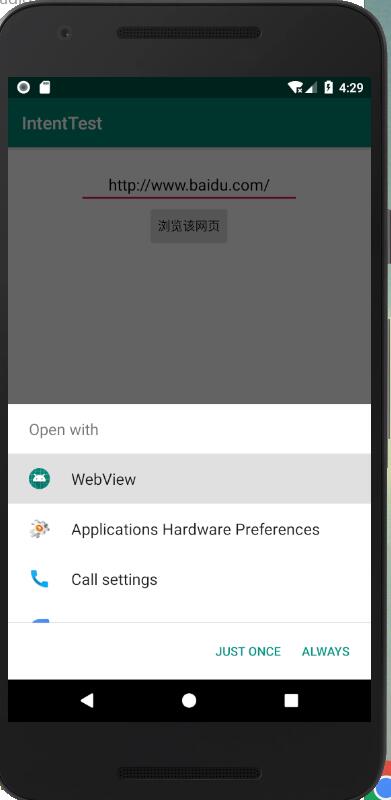 4:29
IntentTest
http://www.baidu.com/
浏览该网页
Open with
WebView
Applications Hardware Preferences
Call settings
JUST ONCE ALWAYS